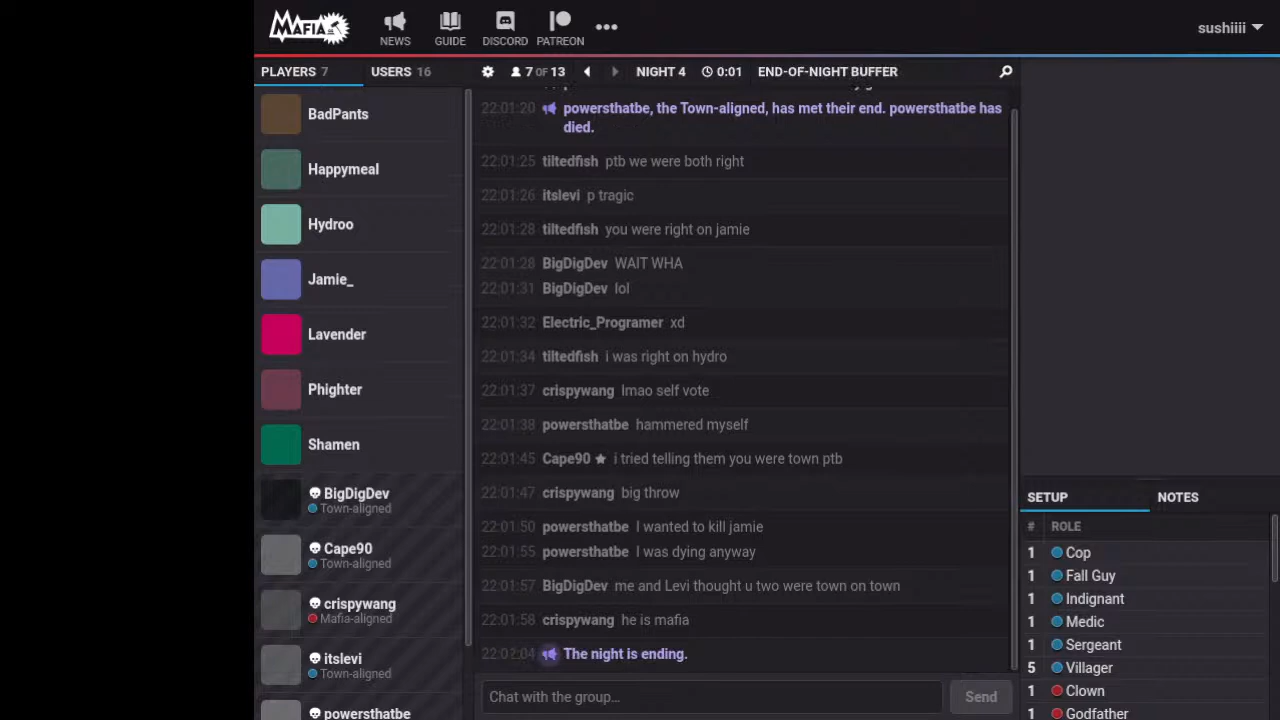 MAFIA
NEWS
GUIDE
DISCORD
PATREON
sushiiii
PLAYERS 7
USERS 16
7 OF 13
NIGHT 4
0:01
END-OF-NIGHT BUFFER
BadPants
Happymeal
Hydroo
Jamie_
Lavender
Phighter
Shamen
BigDigDev
Town-aligned
Cape90
Town-aligned
crispywang
Mafia-aligned
itslevi
Town-aligned
powersthatbe
22:01:20 powersthatbe, the Town-aligned, has met their end. powersthatbe has
died.
22:01:25 tiltedfish ptb we were both right
22:01:26 itslevi p tragic
22:01:28 tiltedfish you were right on jamie
22:01:28 BigDigDev WAIT WHA
22:01:31 BigDigDev lol
22:01:32 Electric_Programer xd
22:01:34 tiltedfish i was right on hydro
22:01:37 crispywang lmao self vote
22:01:38 powersthatbe hammered myself
22:01:45 Cape90 ★ i tried telling them you were town ptb
22:01:47 crispywang big throw
22:01:50 powersthatbe I wanted to kill jamie
22:01:55 powersthatbe I was dying anyway
22:01:57 BigDigDev me and Levi thought u two were town on town
22:01:58 crispywang he is mafia
22:02:04 The night is ending.
Chat with the group...
Send
SETUP
NOTES
# ROLE
1 Cop
1 Fall Guy
1 Indignant
1 Medic
1 Sergeant
5 Villager
1 Clown
1 Godfather